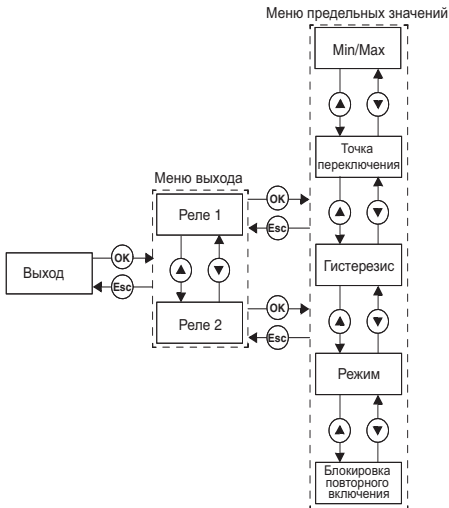 Меню предельных значений
Min/Max
Точка
переключения
Меню выхода
Реле 1
OK
Esc
Выход
OK
Esc
Гистерезис
Реле 2
OK
Esc
Режим
Блокировка
повторного
включения